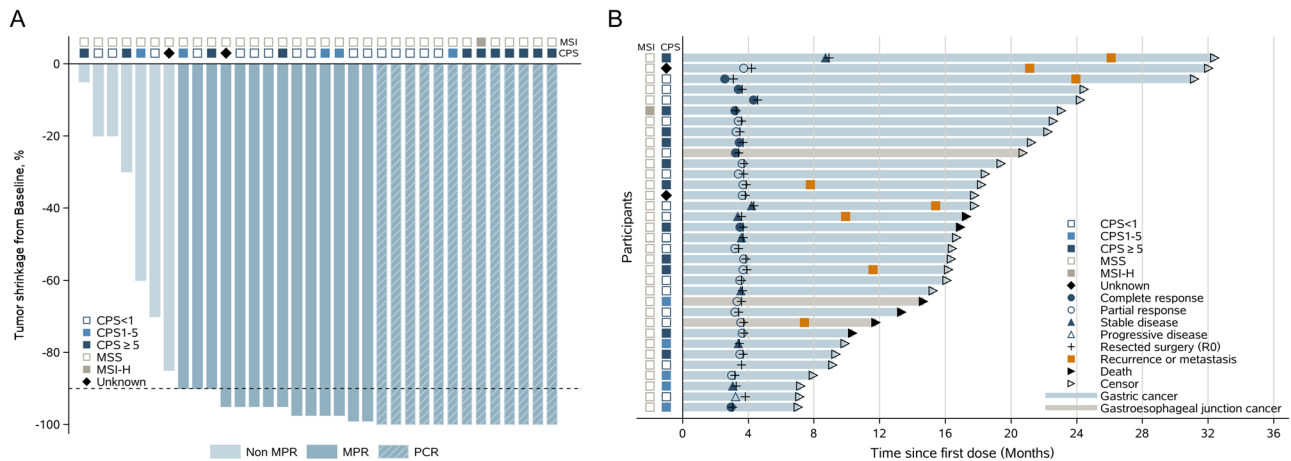 A
MSI
CPS
0
-20
-40
-60
-80
-100
Tumor shrinkage from Baseline, %
CPS<1
CPS1-5
CPS ≥ 5
MSS
MSI-H
Unknown
Non MPR
MPR
PCR
B
MSI CPS
Participants
CPS<1
CPS1-5
CPS ≥ 5
MSS
MSI-H
Unknown
Complete response
Partial response
Stable disease
Progressive disease
Resected surgery (R0)
Recurrence or metastasis
Death
Censor
Gastric cancer
Gastroesophageal junction cancer
0 4 8 12 16 20 24 28 32 36
Time since first dose (Months)